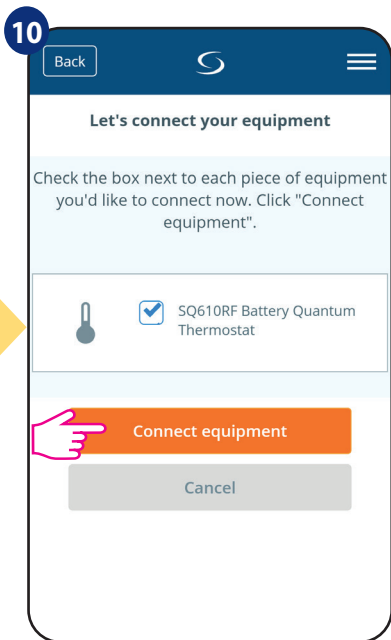 10
Back
Let's connect your equipment
Check the box next to each piece of equipment
you'd like to connect now. Click "Connect
equipment".
SQ610RF Battery Quantum
Thermostat
Connect equipment
Cancel